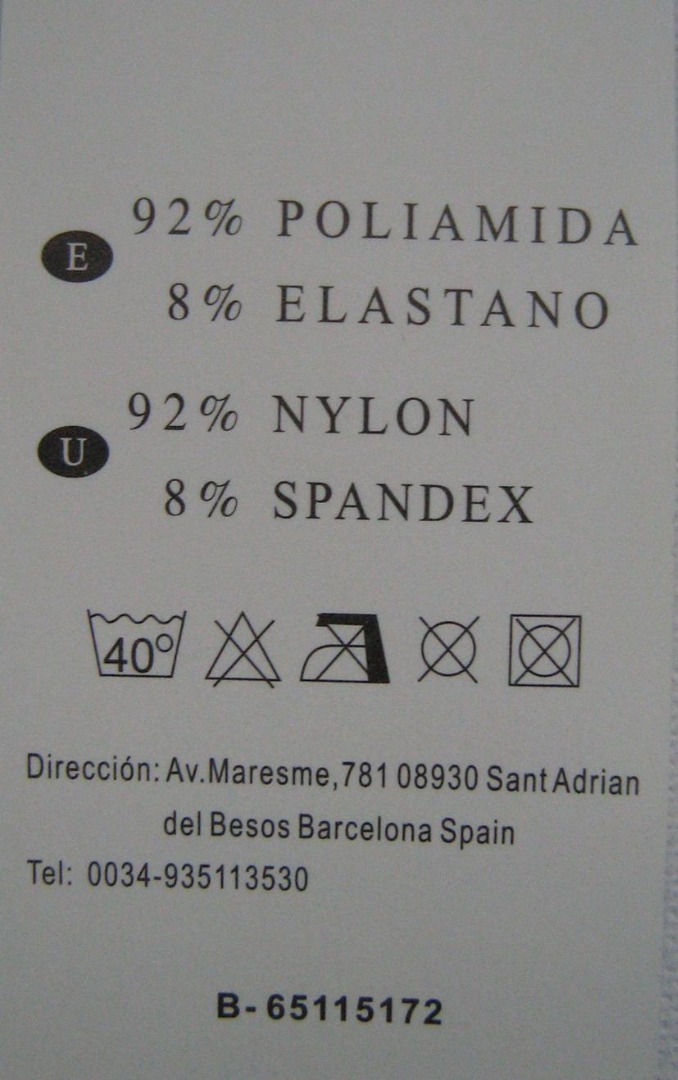 E 92% POLIAMIDA
8% ELASTANO
U 92% NYLON
8% SPANDEX
40°
Dirección: Av.Maresme,781 08930 Sant Adrian
del Besos Barcelona Spain
Tel: 0034-935113530
B- 65115172